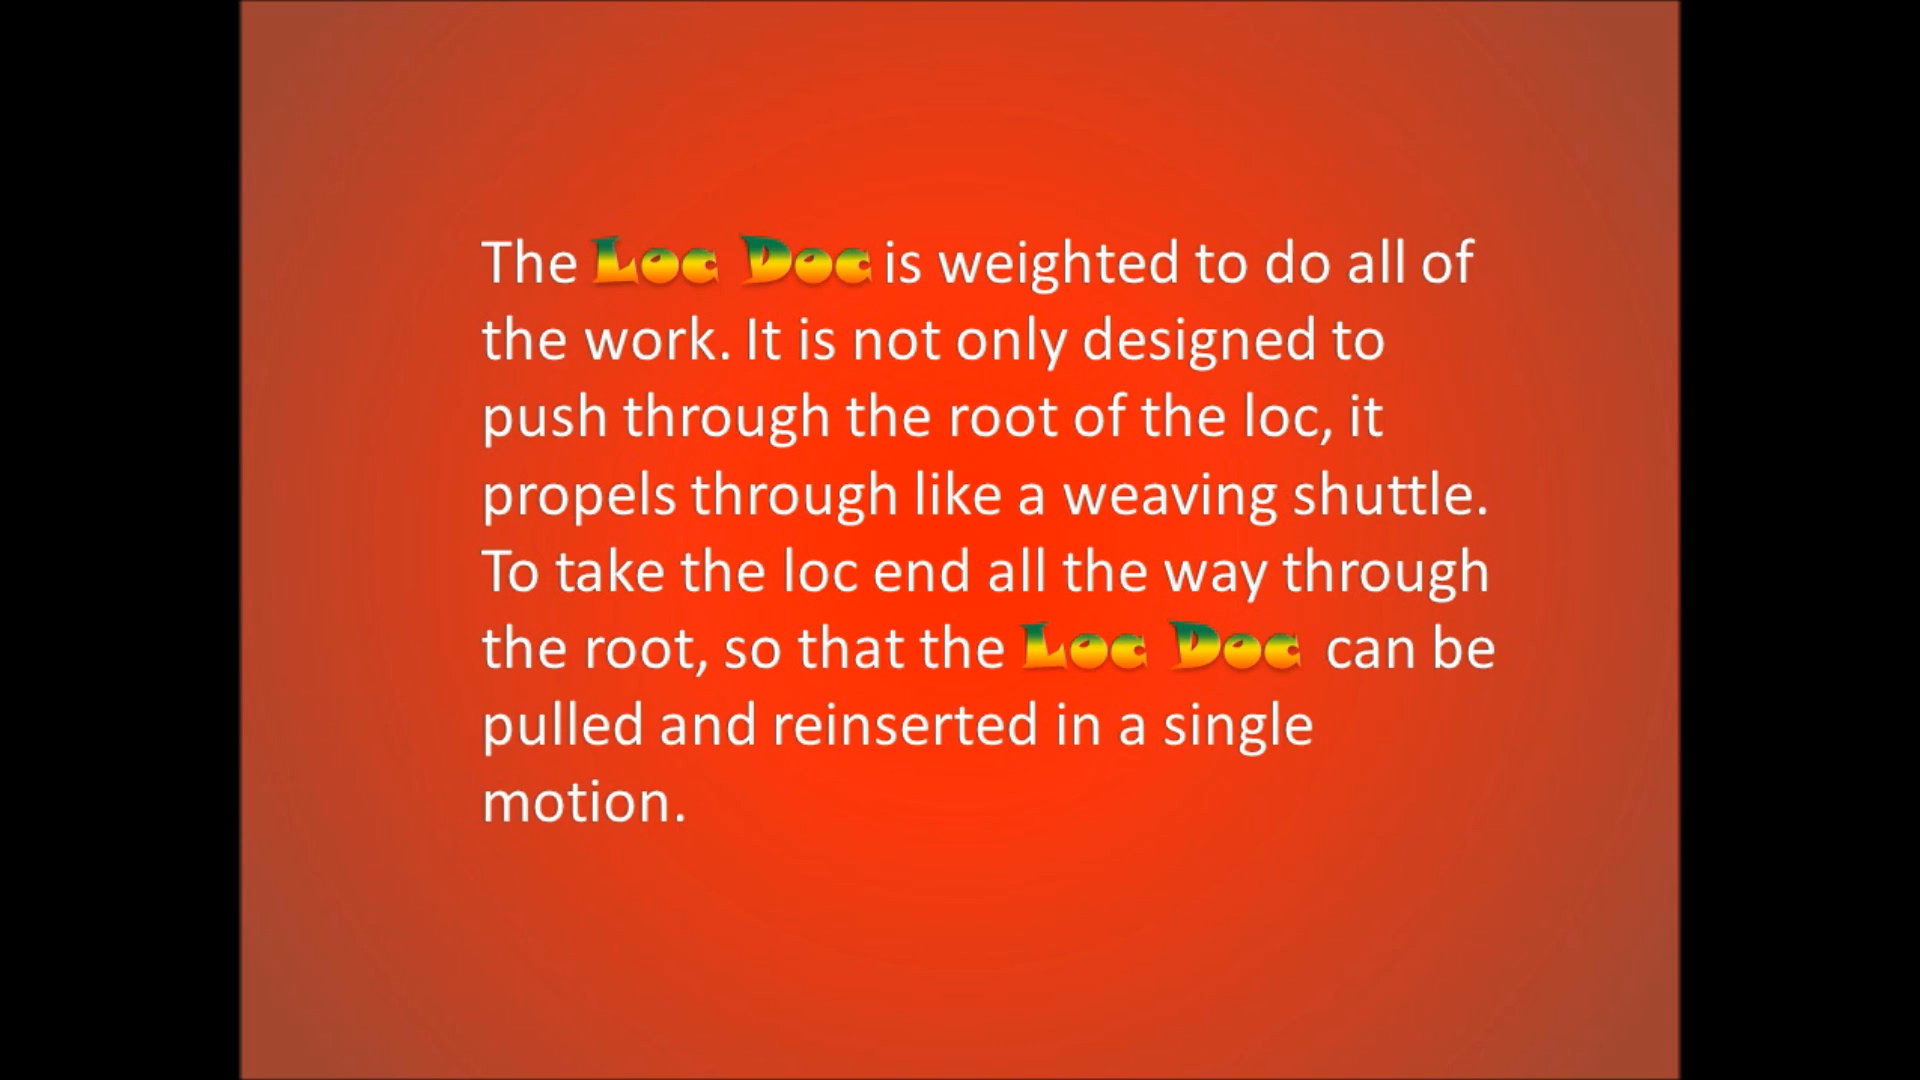 The Loc Doc is weighted to do all of
the work. It is not only designed to
push through the root of the loc, it
propels through like a weaving shuttle.
To take the loc end all the way through
the root, so that the Loc Doc can be
pulled and reinserted in a single
motion.